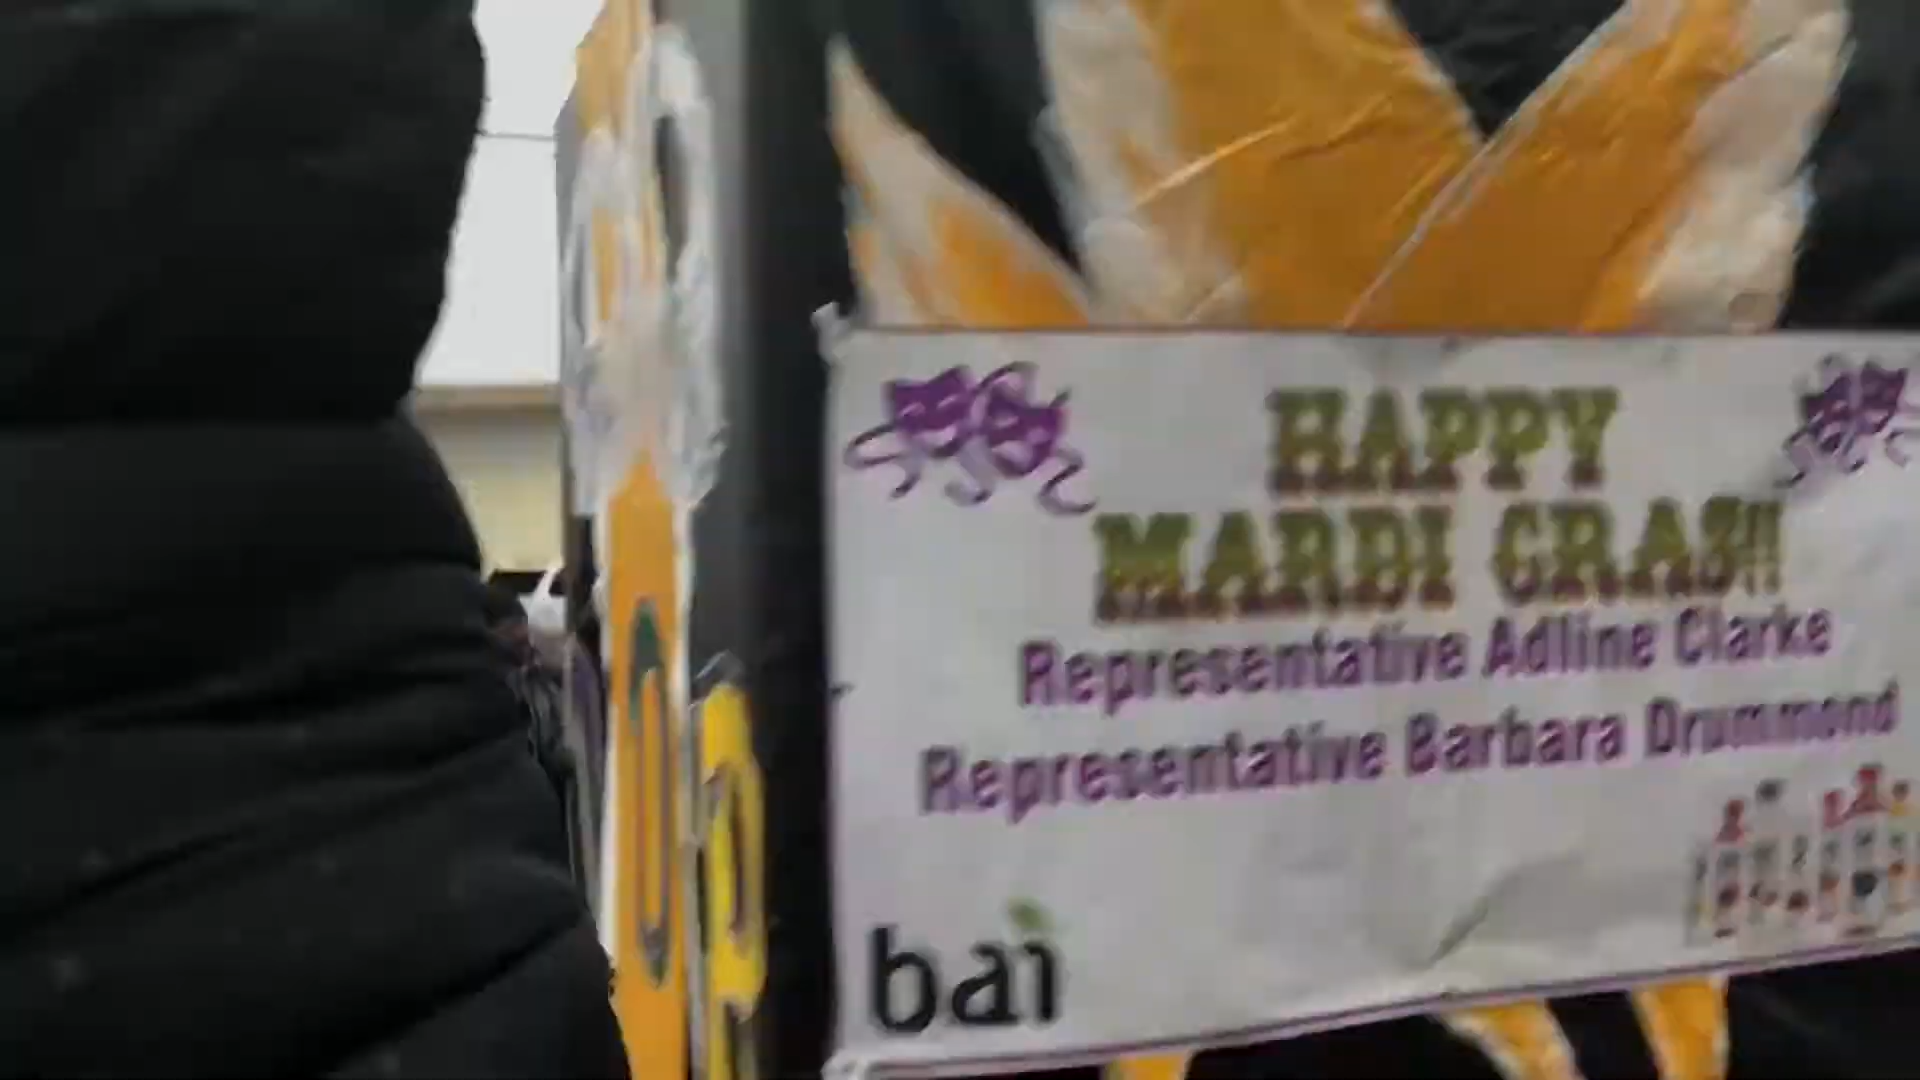 HAPPY
MARDI GRAS!!
Representative Adline Clarke
Representative Barbara Drummond
bai